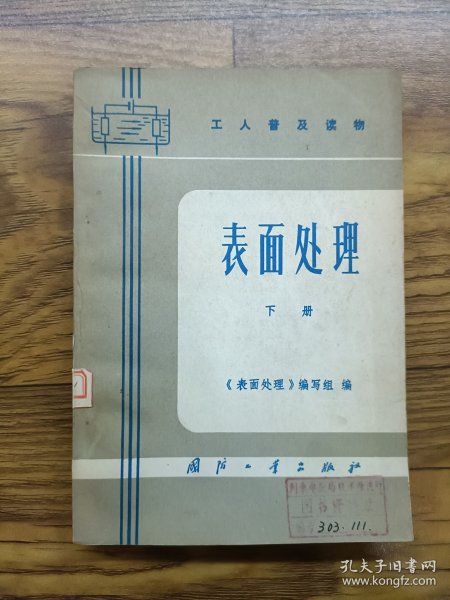 工人普及读物
表面处理
下册
《表面处理》编写组 编
国防工业出版社
303·111.
孔夫子旧书网
www.kongfz.com